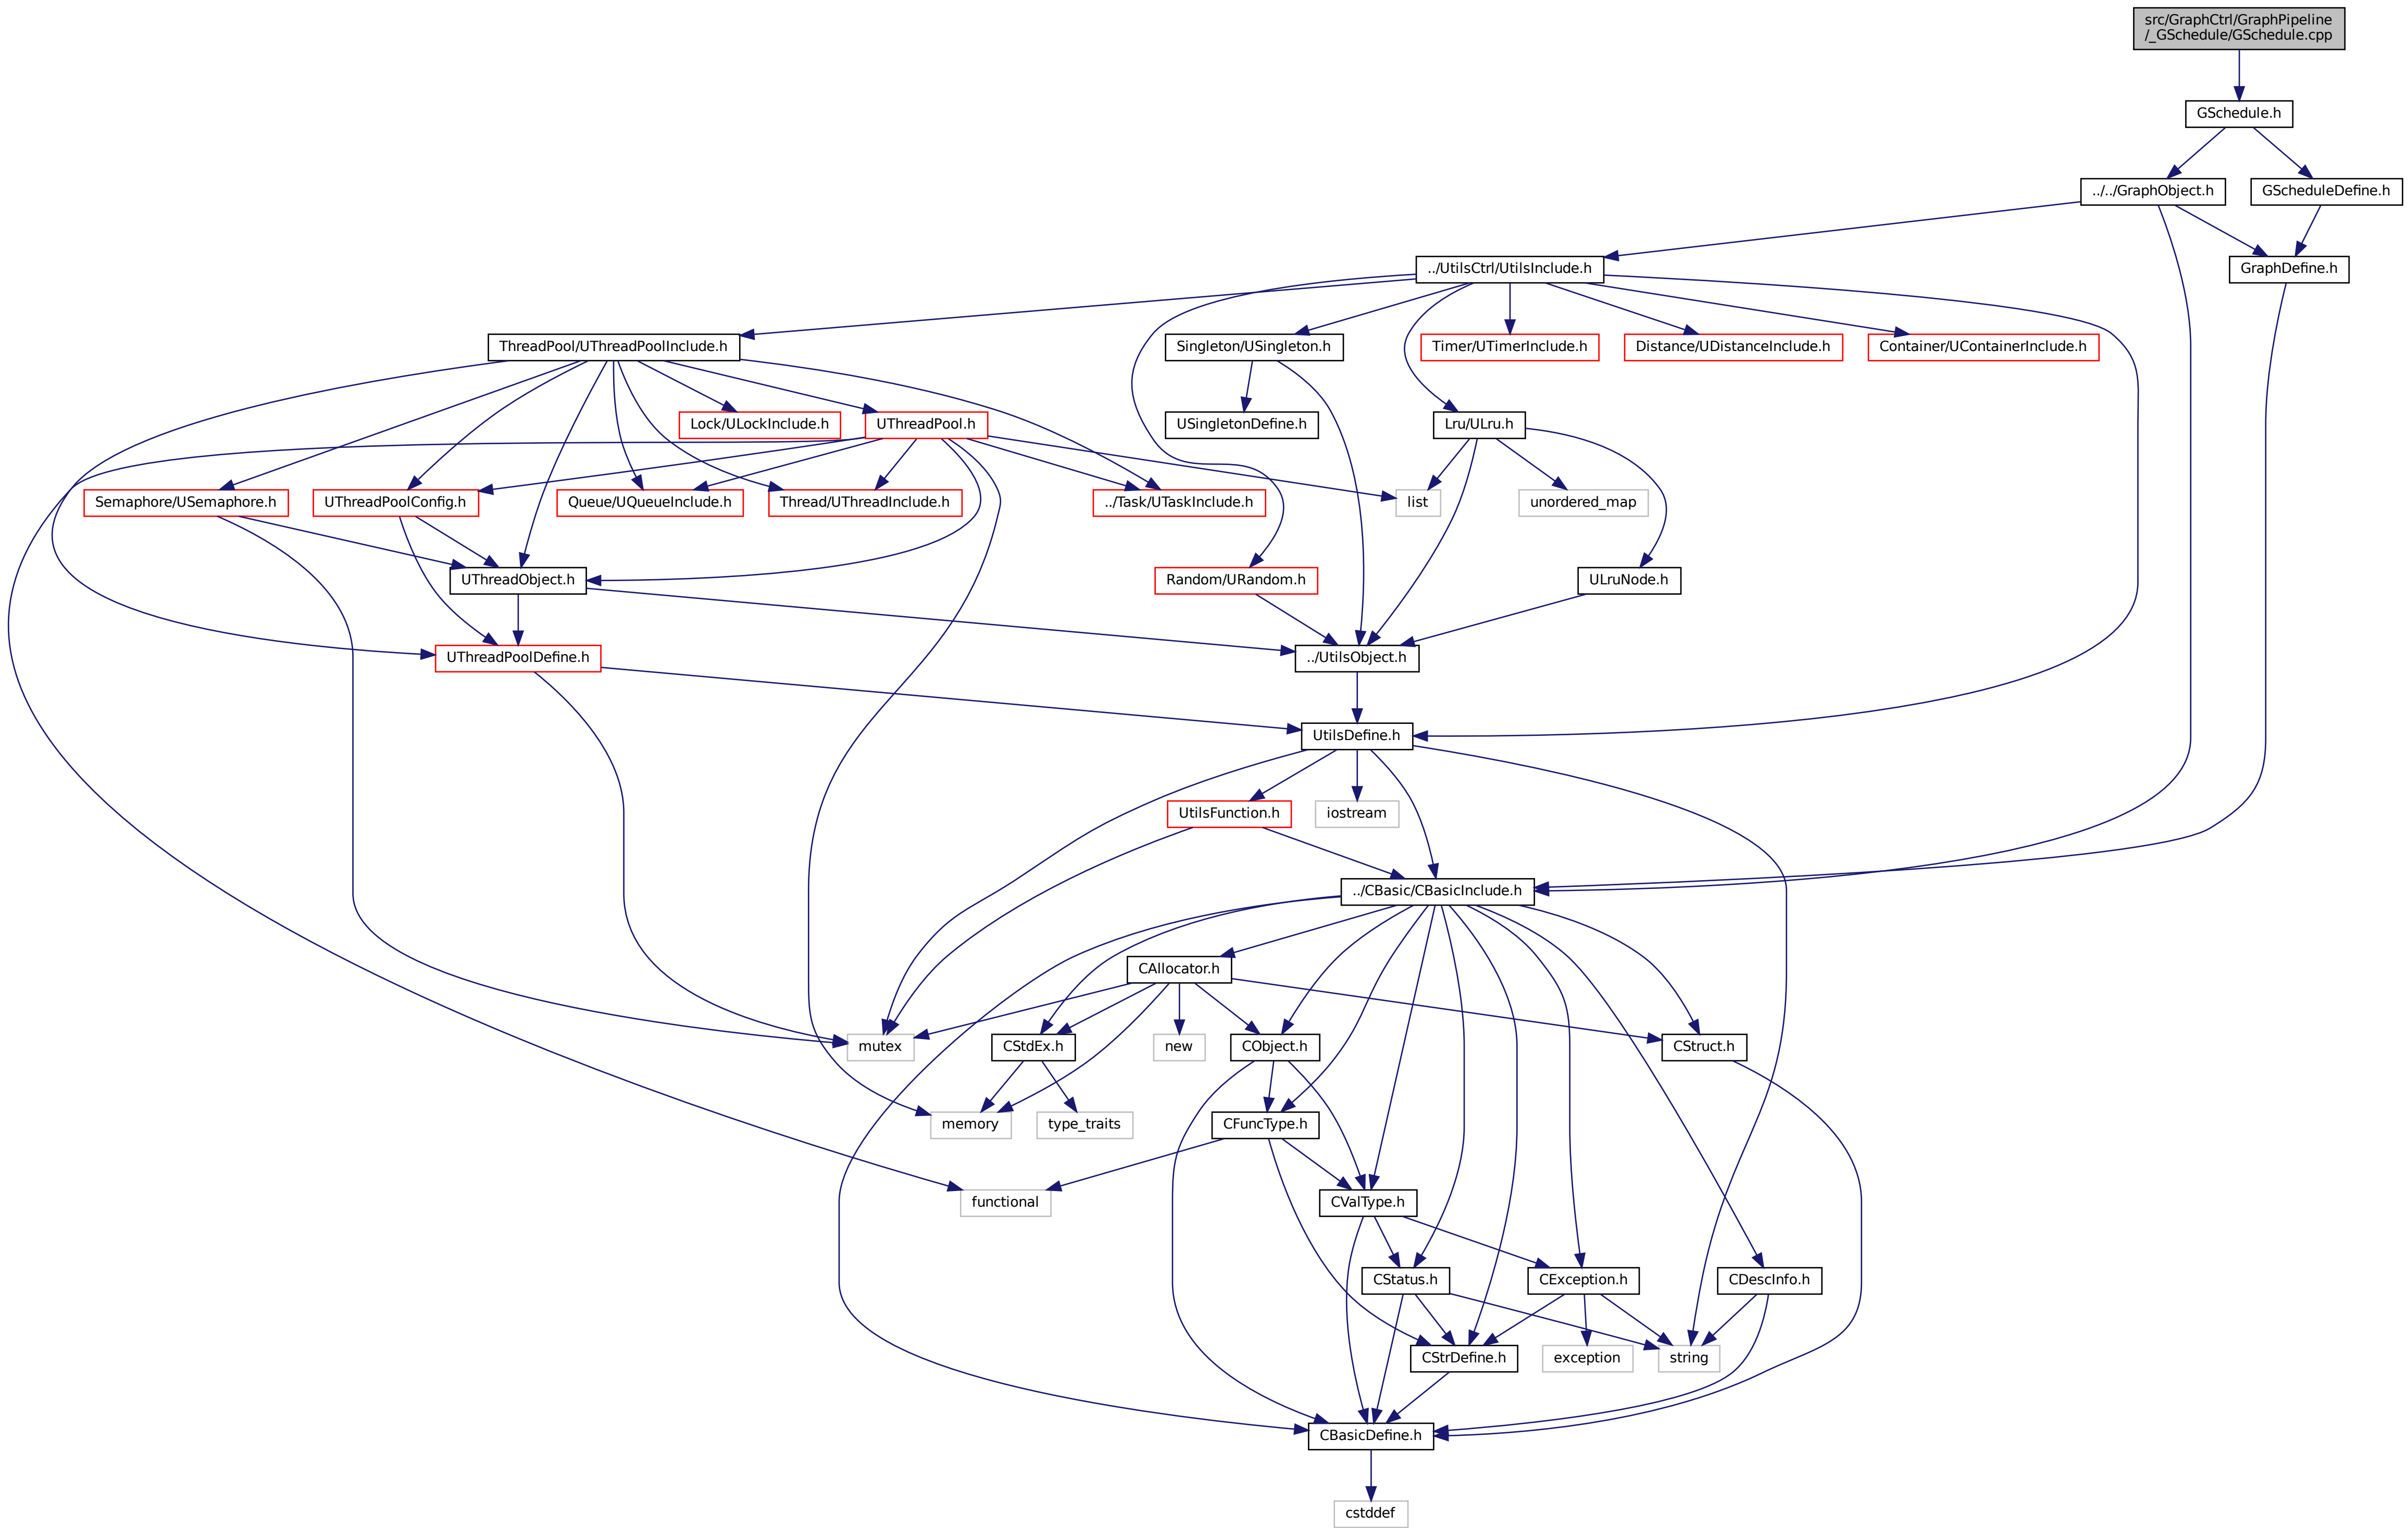 src/GraphCtrl/GraphPipeline
/_GSchedule/GSchedule.cpp
GSchedule.h
../../GraphObject.h
GScheduleDefine.h
../UtilsCtrl/UtilsInclude.h
GraphDefine.h
ThreadPool/UThreadPoolInclude.h
Singleton/USingleton.h
Timer/UTimerInclude.h
Distance/UDistanceInclude.h
Container/UContainerInclude.h
Lock/ULockInclude.h
UThreadPool.h
USingletonDefine.h
Lru/ULru.h
Semaphore/USemaphore.h
UThreadPoolConfig.h
Queue/UQueueInclude.h
Thread/UThreadInclude.h
../Task/UTaskInclude.h
list
unordered_map
UThreadObject.h
Random/URandom.h
ULruNode.h
UThreadPoolDefine.h
../UtilsObject.h
UtilsDefine.h
UtilsFunction.h
iostream
../CBasic/CBasicInclude.h
CAllocator.h
mutex
CStdEx.h
new
CObject.h
CStruct.h
memory
type_traits
CFuncType.h
functional
CValType.h
CStatus.h
CException.h
CDescInfo.h
CStrDefine.h
exception
string
CBasicDefine.h
cstddef